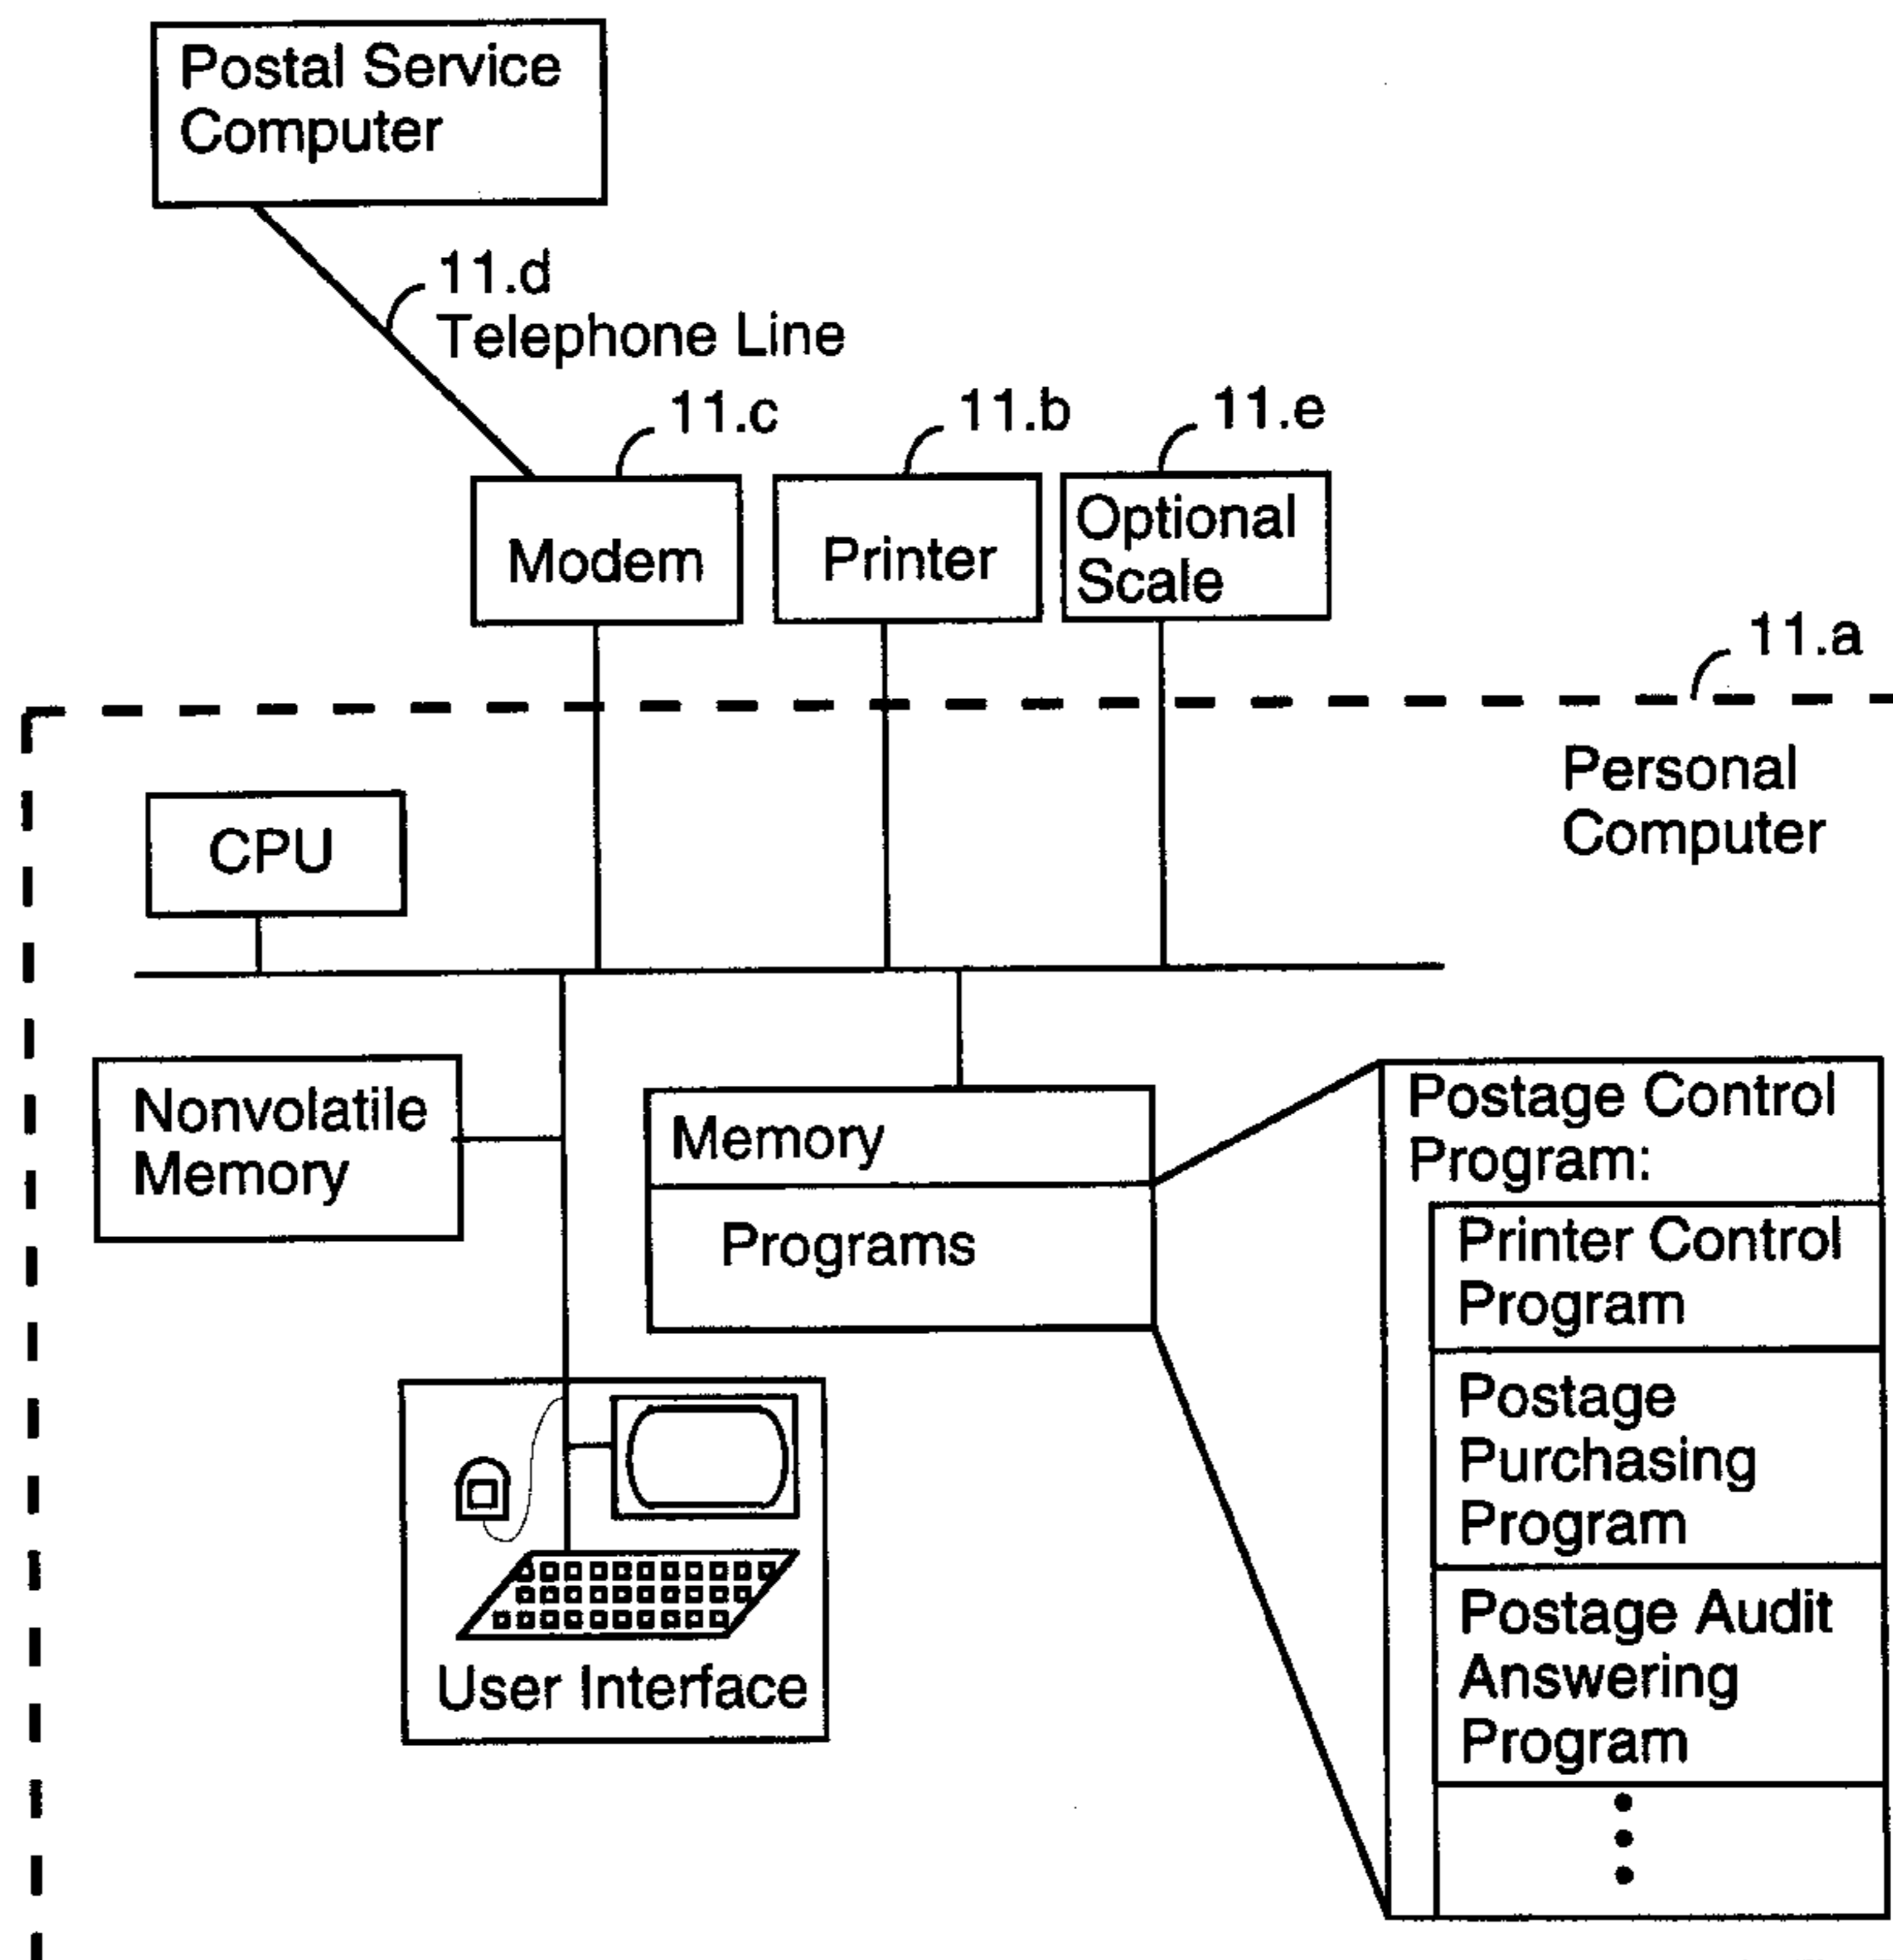 Postal Service
Computer
11.d
Telephone Line
11.c
11.b
11.e
Modem
Printer
Optional
Scale
11.a
Personal
Computer
CPU
Nonvolatile
Memory
Memory
Programs
Postage Control
Program:
Printer Control
Program
Postage
Purchasing
Program
Postage Audit
Answering
Program
User Interface